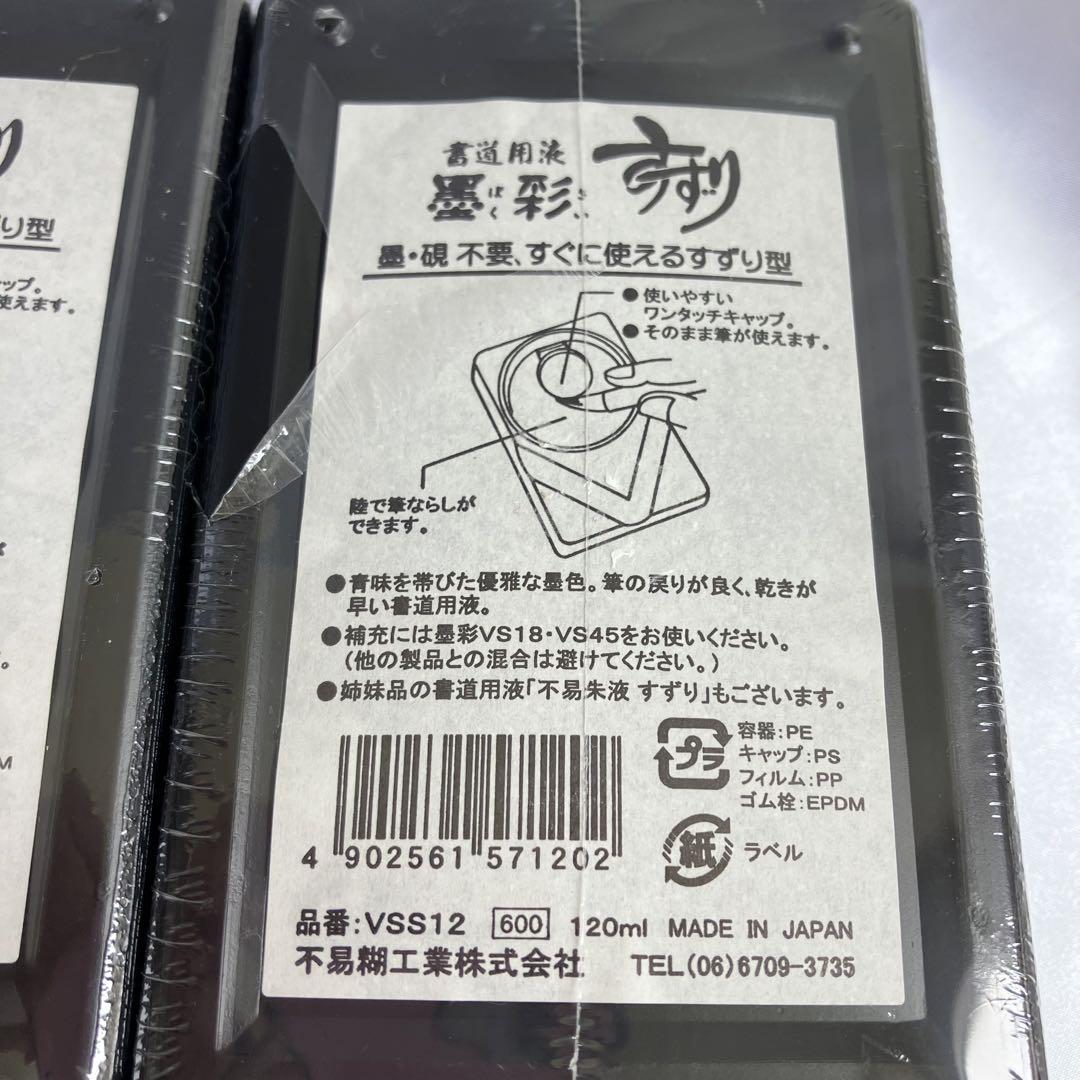 書道用液
墨彩 すずり
ぼくさい
墨・硯 不要、すぐに使えるすずり型
●使いやすい
ワンタッチキャップ。
●そのまま筆が使えます。
陸で筆ならしが
できます。
●青味を帯びた優雅な墨色。筆の戻りが良く、乾きが
早い書道用液。
●補充には墨彩VS18・VS45をお使いください。
(他の製品との混合は避けてください。)
●姉妹品の書道用液「不易朱液 すずり」もございます。
プラ
容器:PE
キャップ:PS
フィルム:PP
ゴム栓:EPDM
紙 ラベル
4 902561 571202
品番:VSS12 600 120ml MADE IN JAPAN
不易糊工業株式会社 TEL(06)6709-3735
り型
ップ。
使えます。
。
M